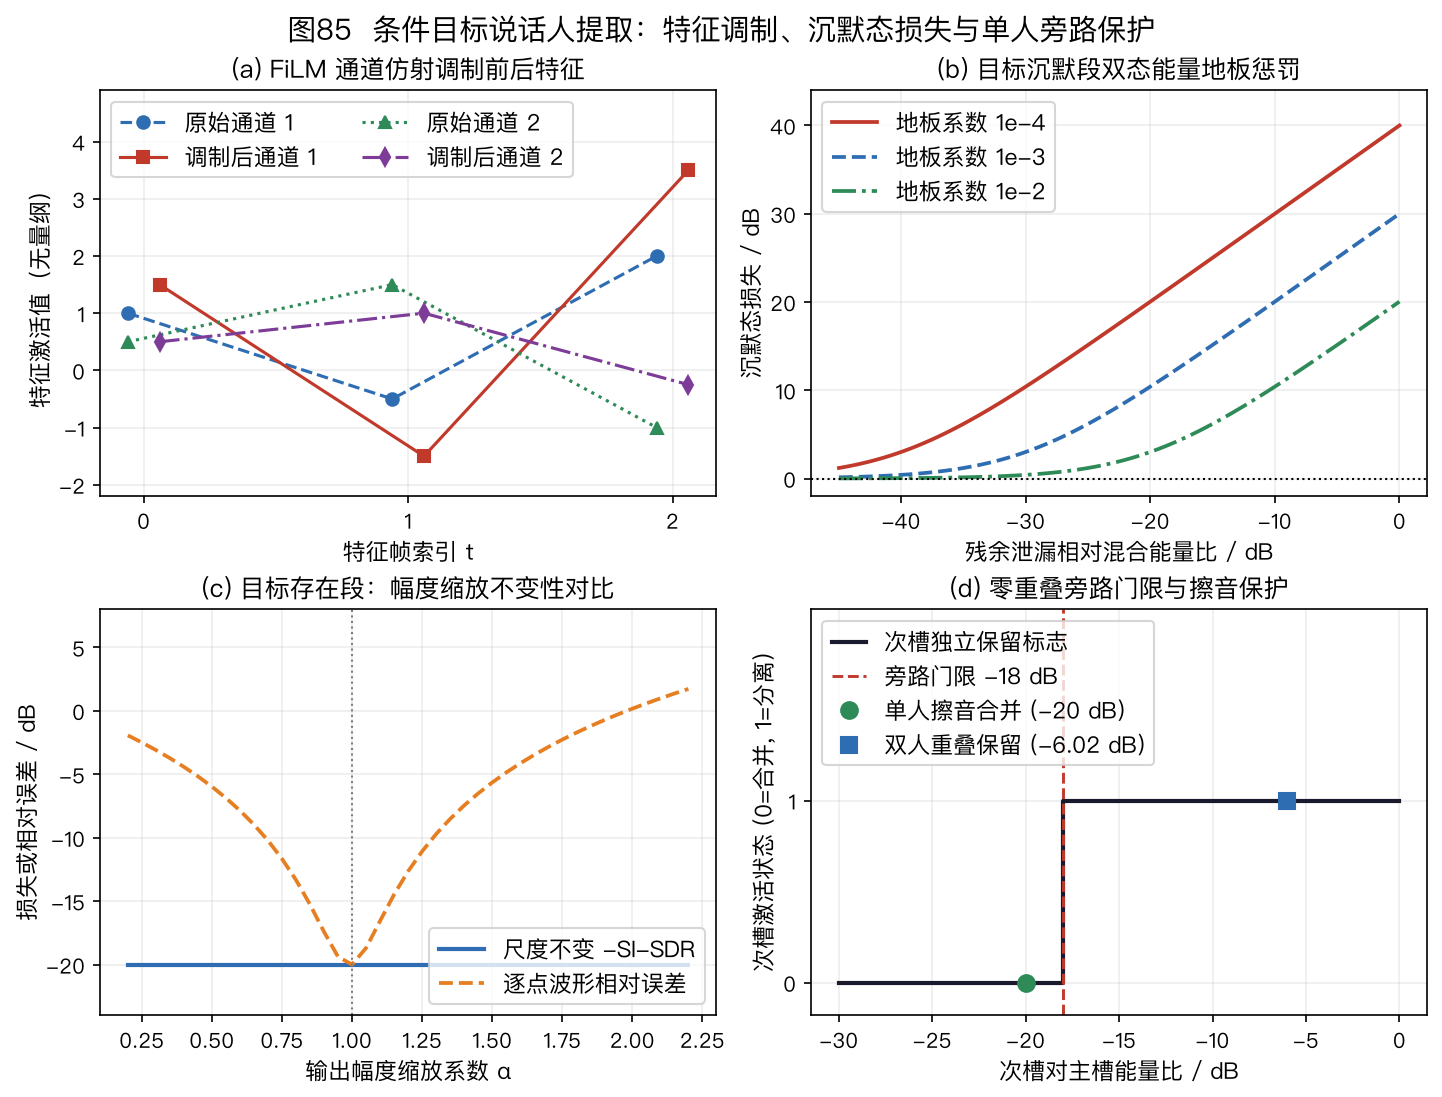 图85 条件目标说话人提取：特征调制、沉默态损失与单人旁路保护
(a) FiLM 通道仿射调制前后特征
原始通道 1
调制后通道 1
原始通道 2
调制后通道 2
特征激活值（无量纲）
4
3
2
1
0
−1
−2
0
1
2
特征帧索引 t
(b) 目标沉默段双态能量地板惩罚
地板系数 1e−4
地板系数 1e−3
地板系数 1e−2
沉默态损失 / dB
40
30
20
10
0
−40
−30
−20
−10
0
残余泄漏相对混合能量比 / dB
(c) 目标存在段：幅度缩放不变性对比
损失或相对误差 / dB
5
0
−5
−10
−15
−20
尺度不变 −SI−SDR
逐点波形相对误差
0.25
0.50
0.75
1.00
1.25
1.50
1.75
2.00
2.25
输出幅度缩放系数 α
(d) 零重叠旁路门限与擦音保护
次槽独立保留标志
旁路门限 −18 dB
单人擦音合并 (−20 dB)
双人重叠保留 (−6.02 dB)
次槽激活状态 (0=合并, 1=分离)
1
0
−30
−25
−20
−15
−10
−5
0
次槽对主槽能量比 / dB